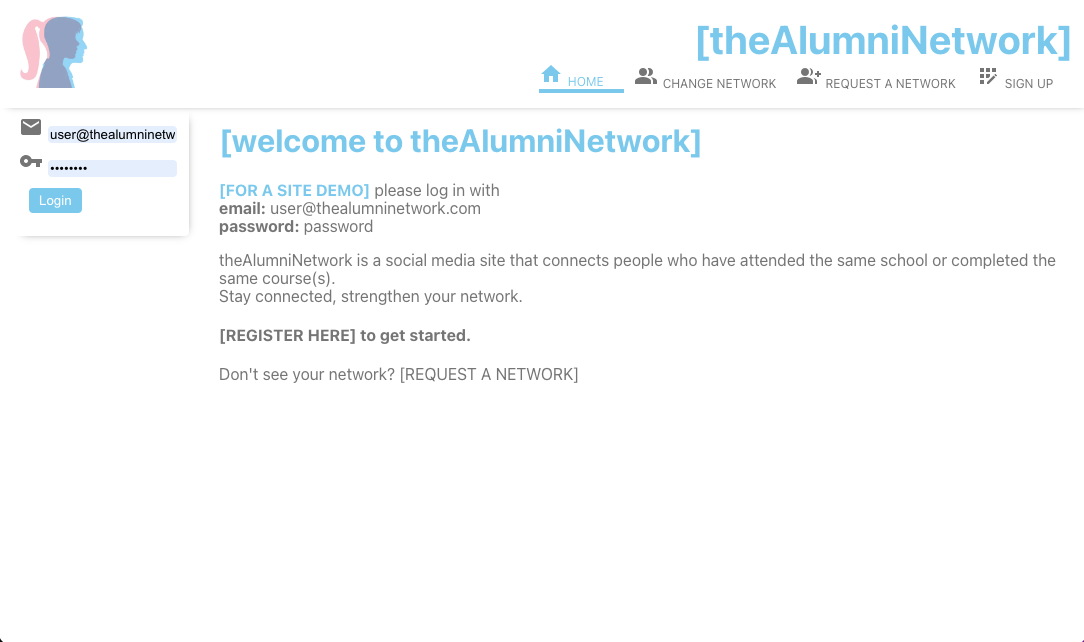 [theAlumniNetwork]
HOME CHANGE NETWORK REQUEST A NETWORK SIGN UP
user@thealumninetw
••••••••
Login
[welcome to theAlumniNetwork]
[FOR A SITE DEMO] please log in with
email: user@thealumninetwork.com
password: password
theAlumniNetwork is a social media site that connects people who have attended the same school or completed the
same course(s).
Stay connected, strengthen your network.
[REGISTER HERE] to get started.
Don't see your network? [REQUEST A NETWORK]